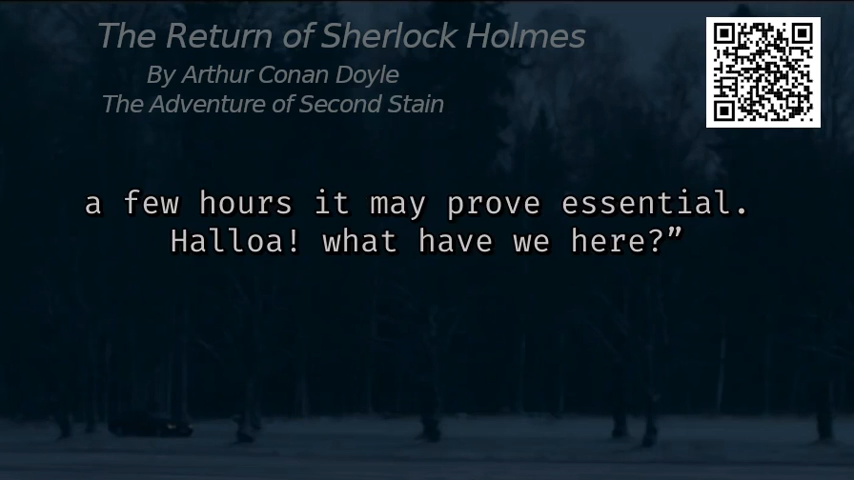 The Return of Sherlock Holmes
By Arthur Conan Doyle
The Adventure of Second Stain
a few hours it may prove essential.
Halloa! what have we here?”